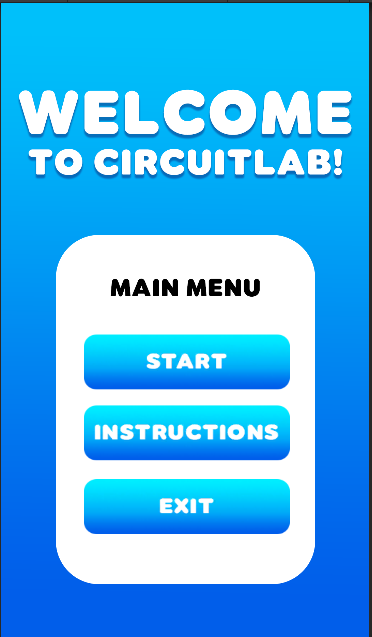 WELCOME
TO CIRCUITLAB!
MAIN MENU
START
INSTRUCTIONS
EXIT